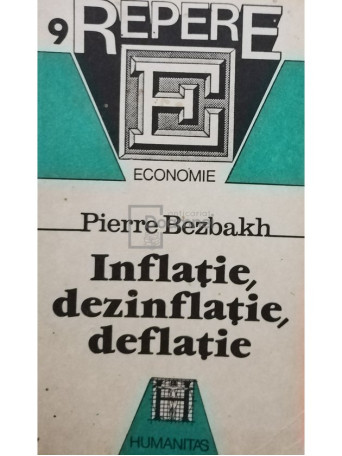 9 REPERE
E
ECONOMIE
Pierre Bezbakh
Inflație,
dezinflație,
deflație
H
HUMANITAS